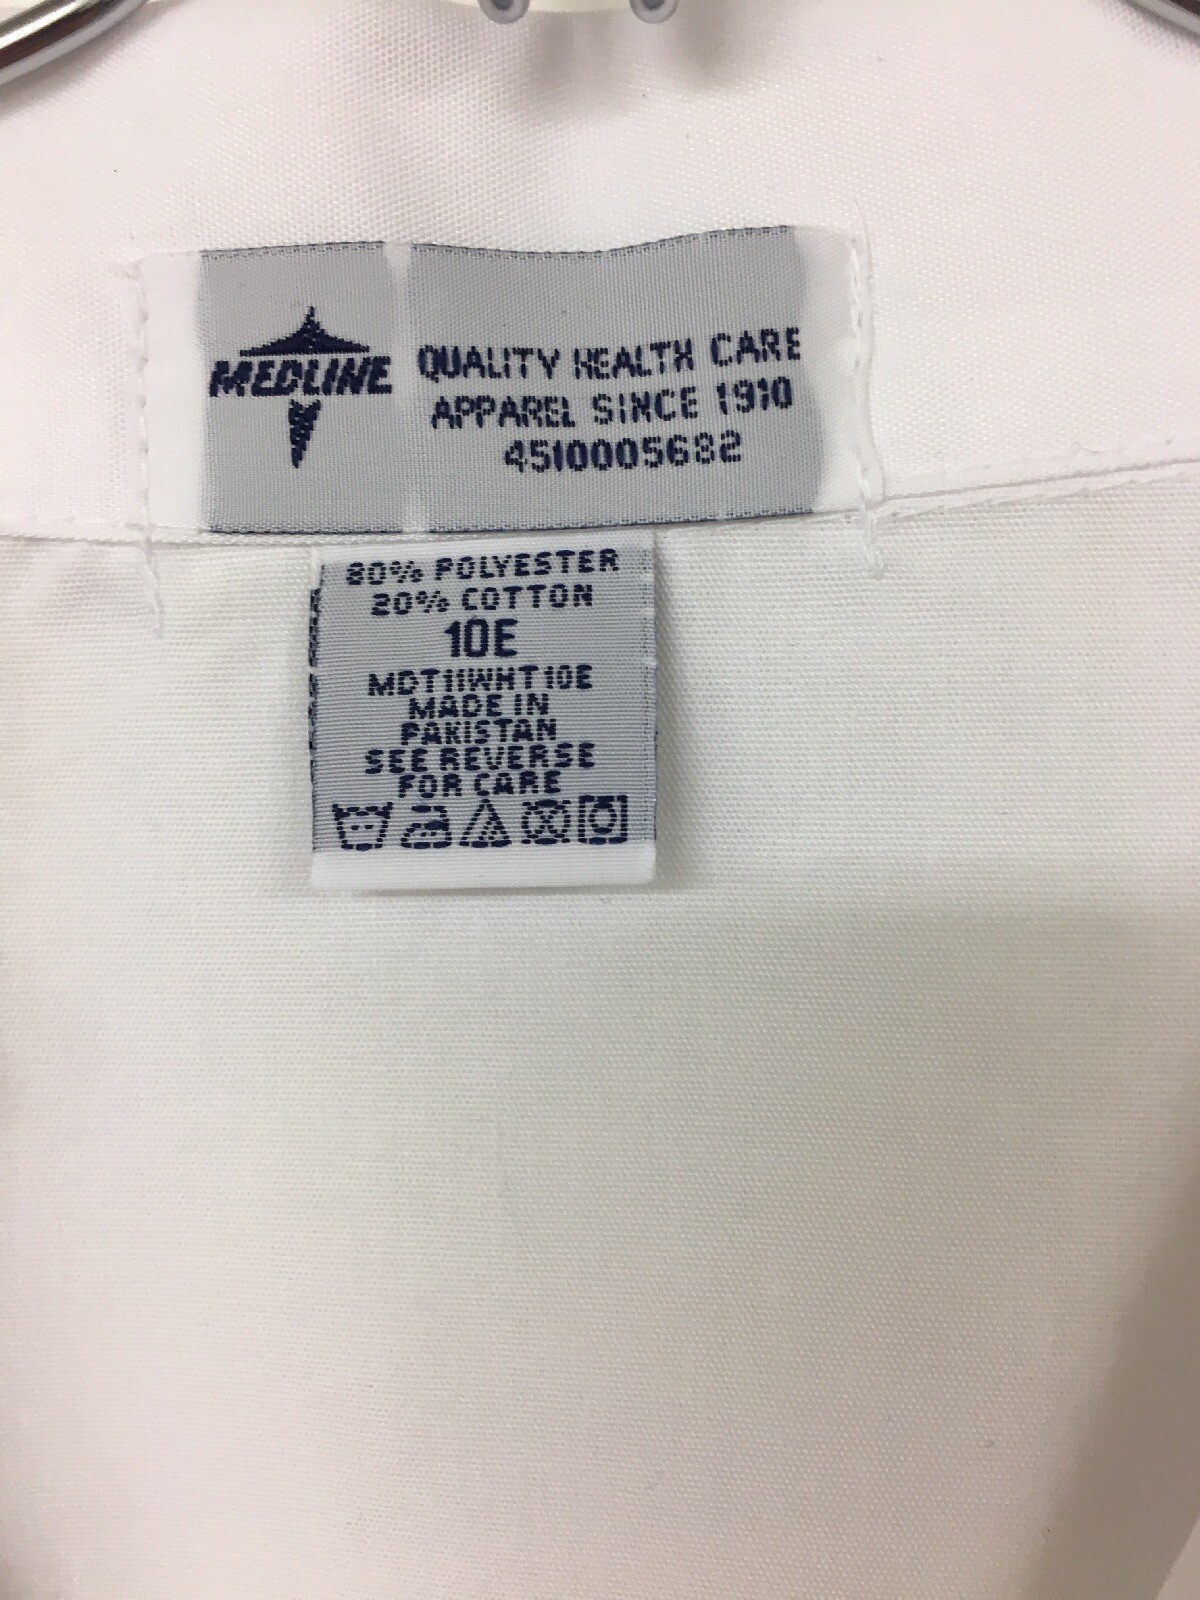 MEDLINE
QUALITY HEALTH CARE
APPAREL SINCE 1910
4510005682
80% POLYESTER
20% COTTON
10E
MDT11WHT10E
MADE IN
PAKISTAN
SEE REVERSE
FOR CARE